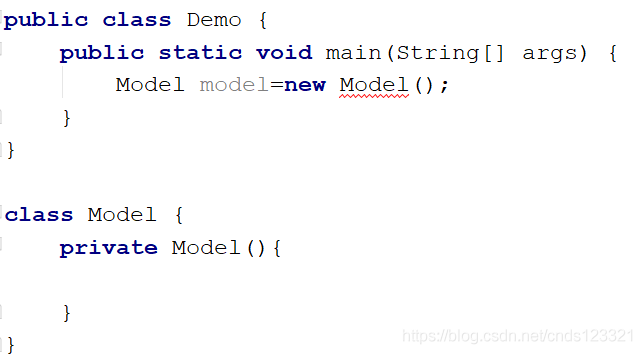 public class Demo {
    public static void main(String[] args) {
        Model model=new Model();
    }
}

class Model {
    private Model(){

    }
}
https://blog.csdn.net/cnds123321